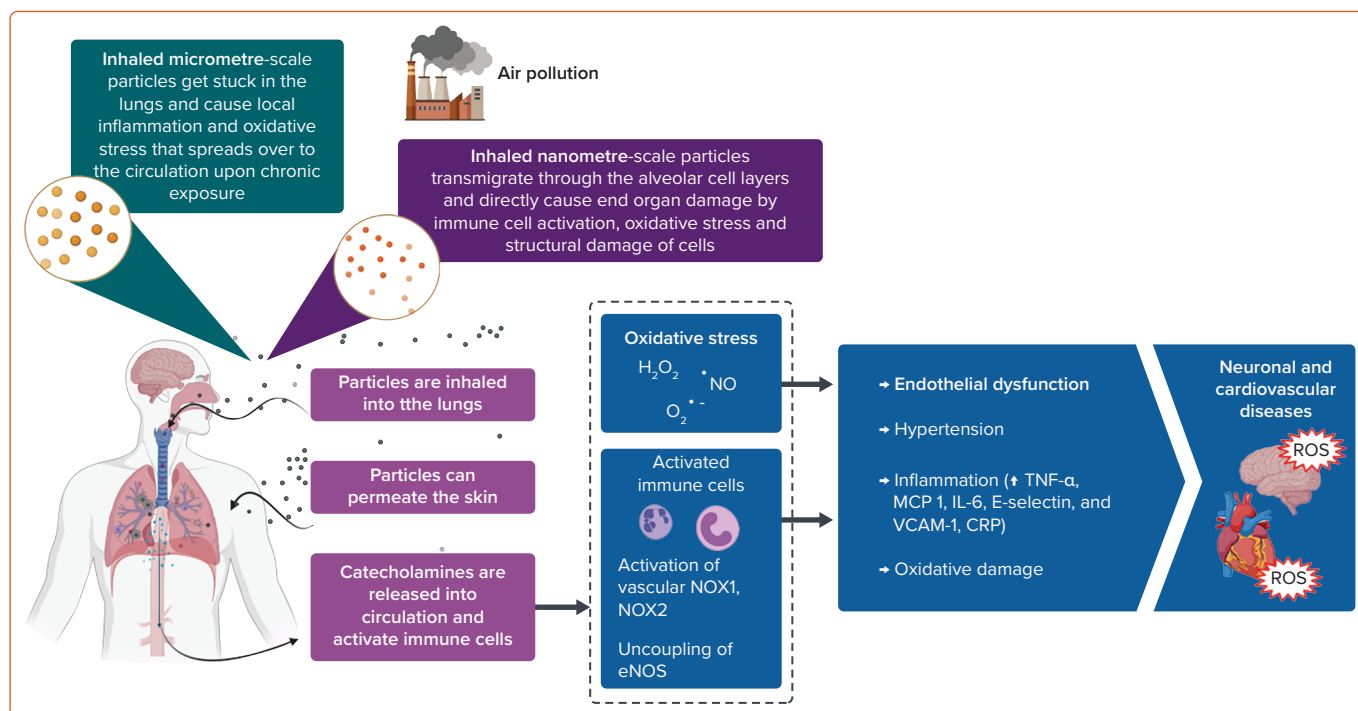 Inhaled micrometre-scale
particles get stuck in
the lungs and cause local
inflammation and oxidative
stress that spreads over to
the circulation upon chronic
exposure
Air pollution
Inhaled nanometre-scale particles
transmigrate through the alveolar cell layers
and directly cause end organ damage by
immune cell activation, oxidative stress and
structural damage of cells
Particles are inhaled
into tthe lungs
Particles can
permeate the skin
Catecholamines are
released into
circulation and
activate immune cells
Oxidative stress
H₂O₂
•NO
O₂•-
Activated
immune cells
Activation of
vascular NOX1,
NOX2
Uncoupling of
eNOS
→ Endothelial dysfunction
→ Hypertension
→ Inflammation (↑ TNF-α,
MCP 1, IL-6, E-selectin, and
VCAM-1, CRP)
→ Oxidative damage
Neuronal and
cardiovascular
diseases
ROS
ROS